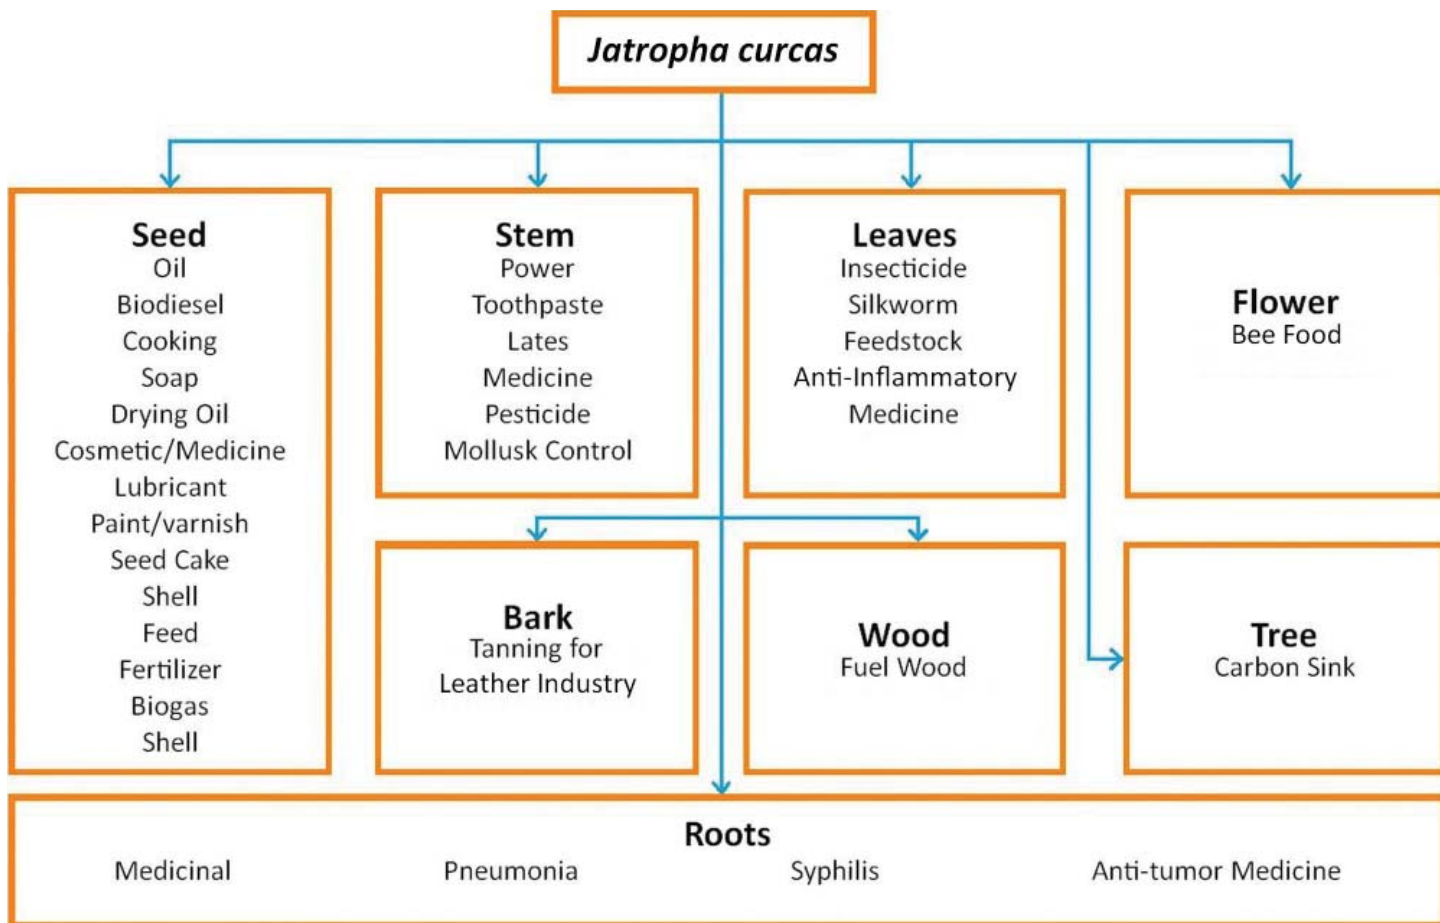 Jatropha curcas
Seed
Oil
Biodiesel
Cooking
Soap
Drying Oil
Cosmetic/Medicine
Lubricant
Paint/varnish
Seed Cake
Shell
Feed
Fertilizer
Biogas
Shell
Stem
Power
Toothpaste
Lates
Medicine
Pesticide
Mollusk Control
Leaves
Insecticide
Silkworm
Feedstock
Anti-Inflammatory
Medicine
Flower
Bee Food
Bark
Tanning for
Leather Industry
Wood
Fuel Wood
Tree
Carbon Sink
Roots
Medicinal Pneumonia Syphilis Anti-tumor Medicine